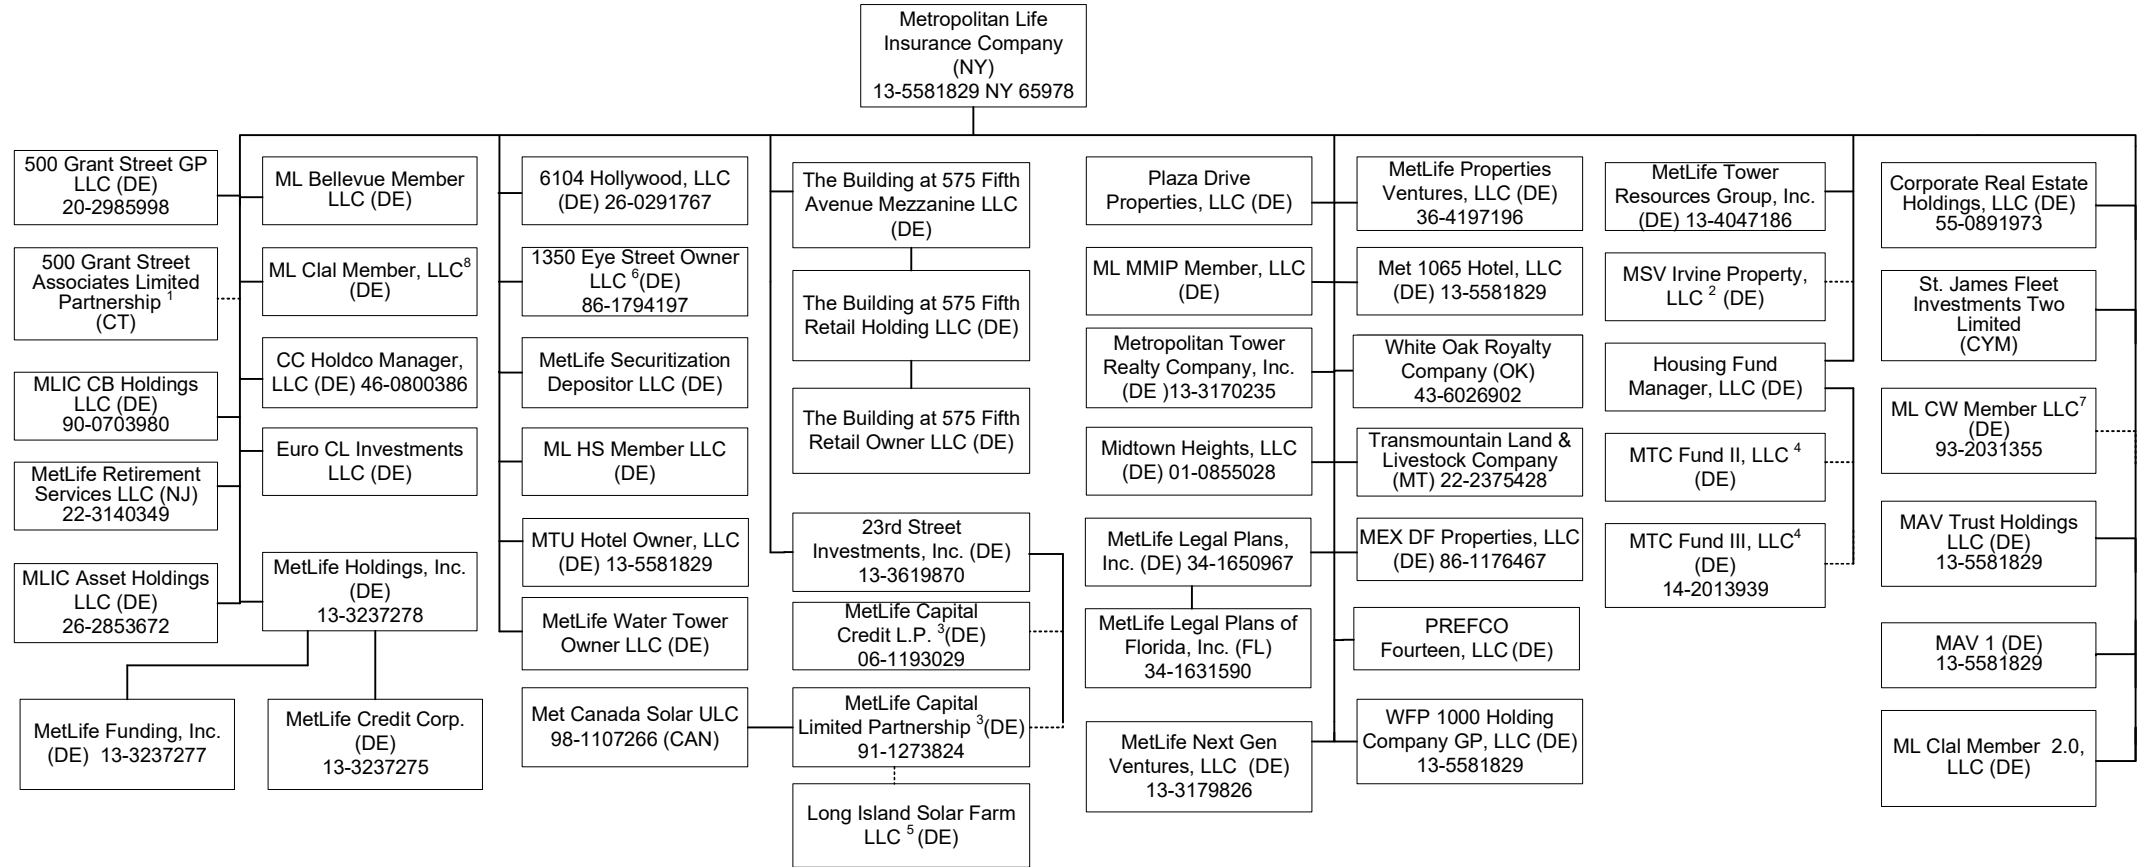 Metropolitan Life
Insurance Company
(NY)
13-5581829 NY 65978
500 Grant Street GP
LLC (DE)
20-2985998
500 Grant Street
Associates Limited
Partnership 1
(CT)
MLIC CB Holdings
LLC (DE)
90-0703980
MetLife Retirement
Services LLC (NJ)
22-3140349
MLIC Asset Holdings
LLC (DE)
26-2853672
ML Bellevue Member
LLC (DE)
ML Clal Member, LLC8
(DE)
CC Holdco Manager,
LLC (DE) 46-0800386
Euro CL Investments
LLC (DE)
MetLife Holdings, Inc.
(DE)
13-3237278
MetLife Funding, Inc.
(DE) 13-3237277
MetLife Credit Corp.
(DE)
13-3237275
6104 Hollywood, LLC
(DE) 26-0291767
1350 Eye Street Owner
LLC 6(DE)
86-1794197
MetLife Securitization
Depositor LLC (DE)
ML HS Member LLC
(DE)
MTU Hotel Owner, LLC
(DE) 13-5581829
MetLife Water Tower
Owner LLC (DE)
Met Canada Solar ULC
98-1107266 (CAN)
The Building at 575 Fifth
Avenue Mezzanine LLC
(DE)
The Building at 575 Fifth
Retail Holding LLC (DE)
The Building at 575 Fifth
Retail Owner LLC (DE)
23rd Street
Investments, Inc. (DE)
13-3619870
MetLife Capital
Credit L.P. 3(DE)
06-1193029
MetLife Capital
Limited Partnership 3(DE)
91-1273824
Long Island Solar Farm
LLC 5 (DE)
Plaza Drive
Properties, LLC (DE)
ML MMIP Member, LLC
(DE)
Metropolitan Tower
Realty Company, Inc.
(DE )13-3170235
Midtown Heights, LLC
(DE) 01-0855028
MetLife Legal Plans,
Inc. (DE) 34-1650967
MetLife Legal Plans of
Florida, Inc. (FL)
34-1631590
MetLife Next Gen
Ventures, LLC (DE)
13-3179826
MetLife Properties
Ventures, LLC (DE)
36-4197196
Met 1065 Hotel, LLC
(DE) 13-5581829
White Oak Royalty
Company (OK)
43-6026902
Transmountain Land &
Livestock Company
(MT) 22-2375428
MEX DF Properties, LLC
(DE) 86-1176467
PREFCO
Fourteen, LLC (DE)
WFP 1000 Holding
Company GP, LLC (DE)
13-5581829
MetLife Tower
Resources Group, Inc.
(DE) 13-4047186
MSV Irvine Property,
LLC 2 (DE)
Housing Fund
Manager, LLC (DE)
MTC Fund II, LLC 4
(DE)
MTC Fund III, LLC4
(DE)
14-2013939
Corporate Real Estate
Holdings, LLC (DE)
55-0891973
St. James Fleet
Investments Two
Limited
(CYM)
ML CW Member LLC7
(DE)
93-2031355
MAV Trust Holdings
LLC (DE)
13-5581829
MAV 1 (DE)
13-5581829
ML Clal Member 2.0,
LLC (DE)